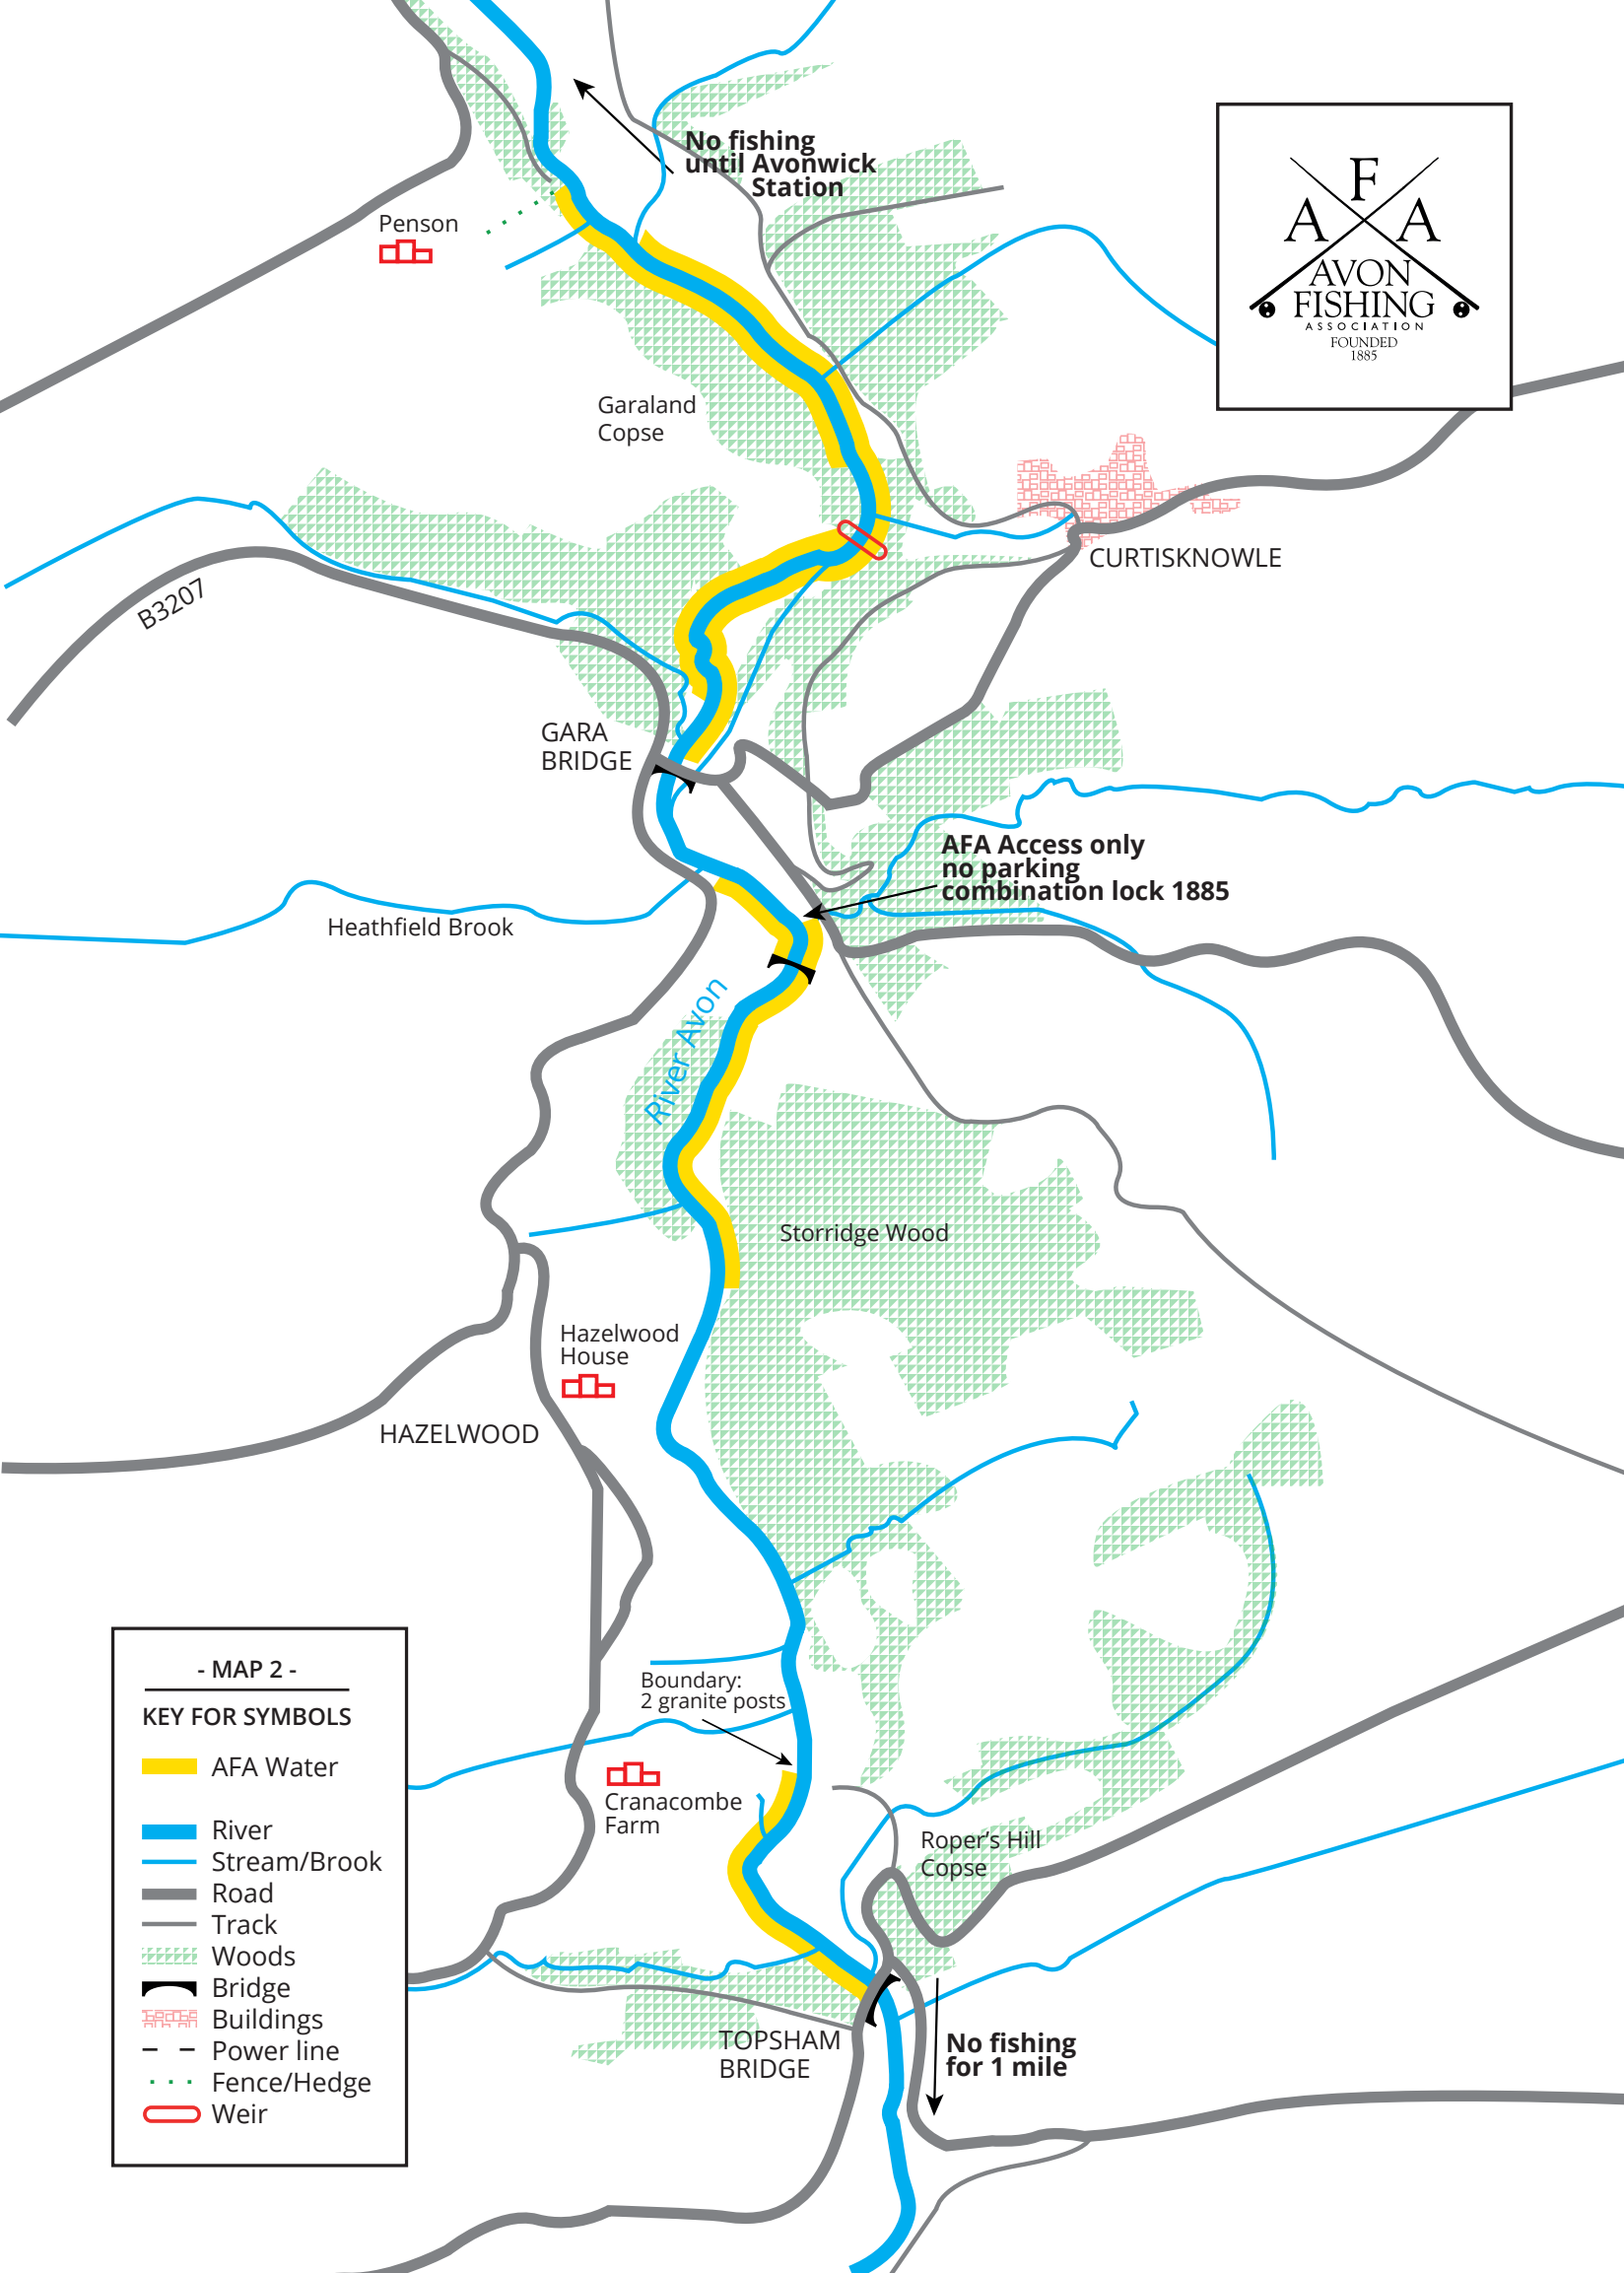 No fishing
until Avonwick
Station
Penson
F
A A
AVON
FISHING
ASSOCIATION
FOUNDED
1885
Garaland
Copse
CURTISKNOWLE
B3207
GARA
BRIDGE
AFA Access only
no parking
combination lock 1885
Heathfield Brook
River Avon
Storridge Wood
Hazelwood
House
HAZELWOOD
- MAP 2 -
KEY FOR SYMBOLS
AFA Water
River
Stream/Brook
Road
Track
Woods
Bridge
Buildings
Power line
Fence/Hedge
Weir
Boundary:
2 granite posts
Cranacombe
Farm
Roper's Hill
Copse
TOPSHAM
BRIDGE
No fishing
for 1 mile